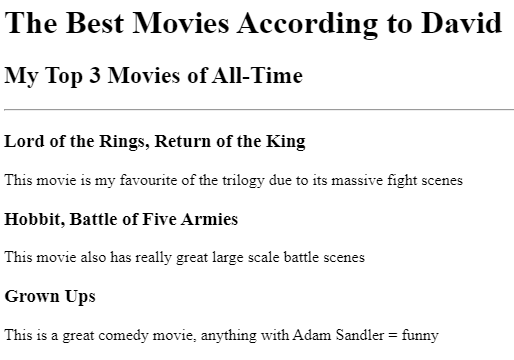 The Best Movies According to David
My Top 3 Movies of All-Time
Lord of the Rings, Return of the King
This movie is my favourite of the trilogy due to its massive fight scenes
Hobbit, Battle of Five Armies
This movie also has really great large scale battle scenes
Grown Ups
This is a great comedy movie, anything with Adam Sandler = funny